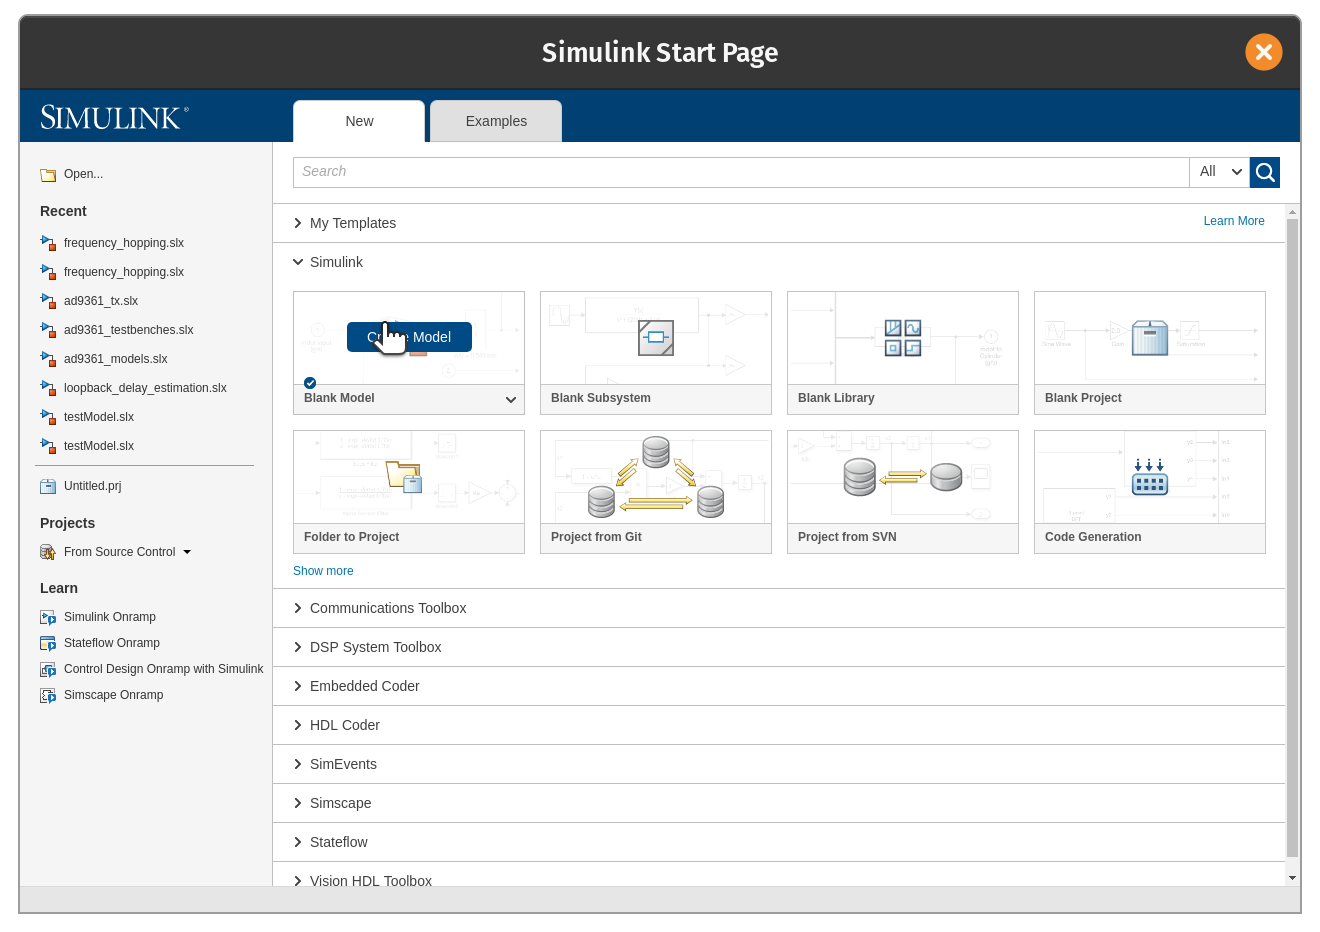 Simulink Start Page
SIMULINK®
New
Examples
Open...
Recent
frequency_hopping.slx
frequency_hopping.slx
ad9361_tx.slx
ad9361_testbenches.slx
ad9361_models.slx
loopback_delay_estimation.slx
testModel.slx
testModel.slx
Untitled.prj
Projects
From Source Control
Learn
Simulink Onramp
Stateflow Onramp
Control Design Onramp with Simulink
Simscape Onramp
Search
All
My Templates
Learn More
Simulink
Model
Blank Model
Blank Subsystem
Blank Library
Blank Project
Folder to Project
Project from Git
Project from SVN
Code Generation
Show more
Communications Toolbox
DSP System Toolbox
Embedded Coder
HDL Coder
SimEvents
Simscape
Stateflow
Vision HDL Toolbox